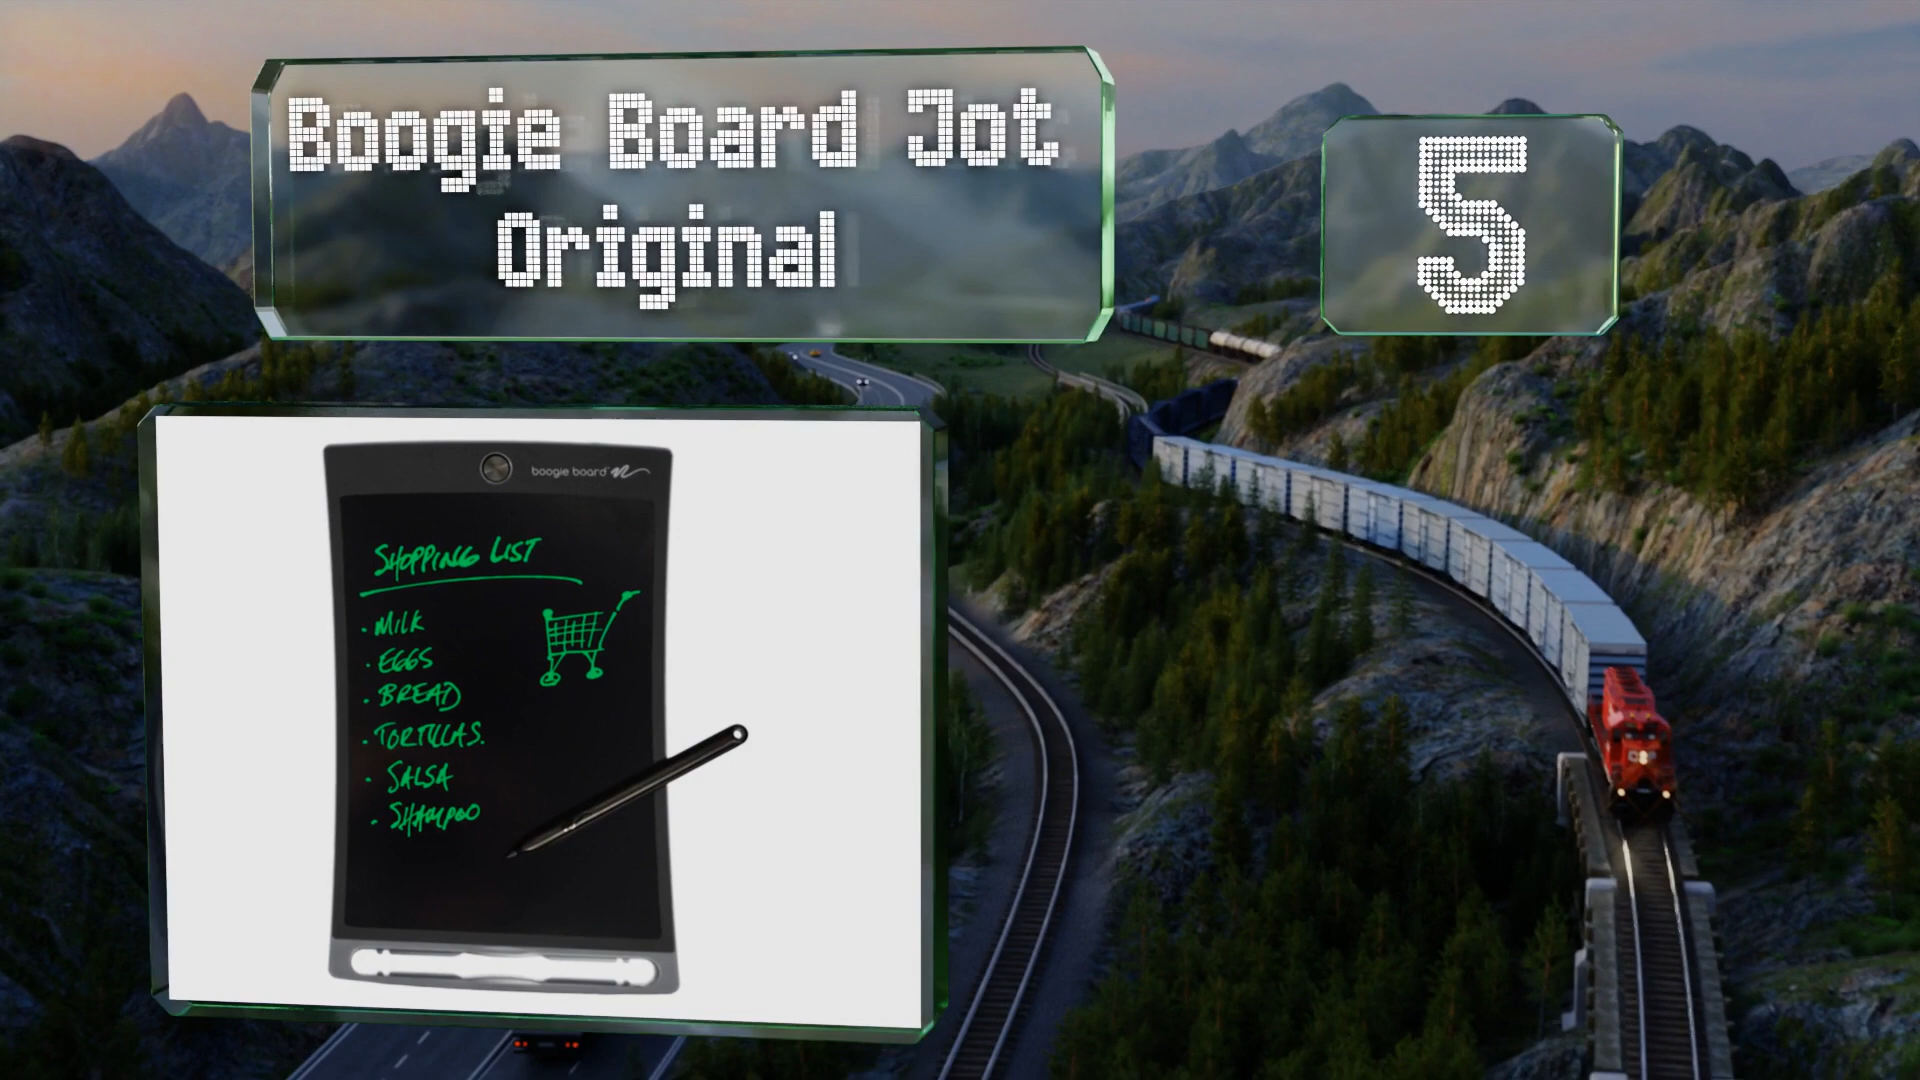 Boogie Board Jot
Original
5
boogie board
SHOPPING LIST
· MILK
· EGGS
· BREAD
· TORTILLAS.
· SALSA
· SHAMPOO